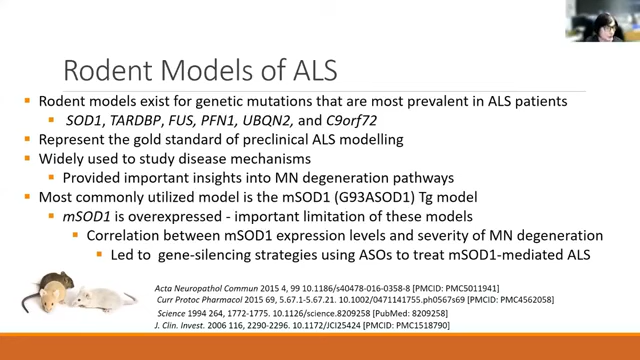 Rodent Models of ALS
Rodent models exist for genetic mutations that are most prevalent in ALS patients
SOD1, TARDBP, FUS, PFN1, UBQN2, and C9orf72
Represent the gold standard of preclinical ALS modelling
Widely used to study disease mechanisms
Provided important insights into MN degeneration pathways
Most commonly utilized model is the mSOD1 (G93ASOD1) Tg model
mSOD1 is overexpressed - important limitation of these models
Correlation between mSOD1 expression levels and severity of MN degeneration
Led to gene-silencing strategies using ASOs to treat mSOD1-mediated ALS
Acta Neuropathol Commun 2015 4, 99 10.1186/s40478-016-0358-8 [PMCID: PMC5011941]
Curr Protoc Pharmacol 2015 69, 5.67.1-5.67.21. 10.1002/0471141755.ph0567s69 [PMCID: PMC4562058]
Science 1994 264, 1772-1775. 10.1126/science.8209258 [PubMed: 8209258]
J. Clin. Invest. 2006 116, 2290-2296. 10.1172/JCI25424 [PMCID: PMC1518790]